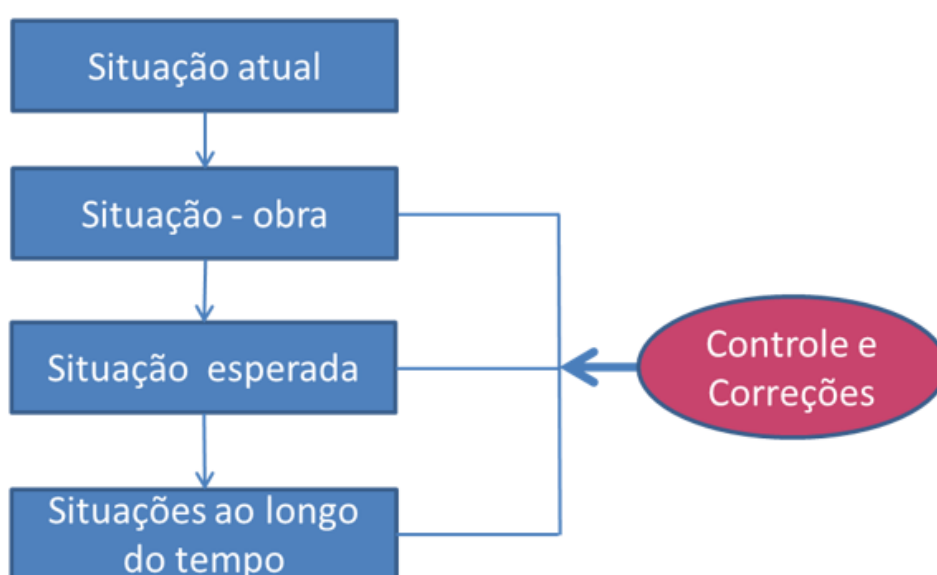 Situação atual
Situação - obra
Situação esperada
Controle e
Correções
Situações ao longo
do tempo